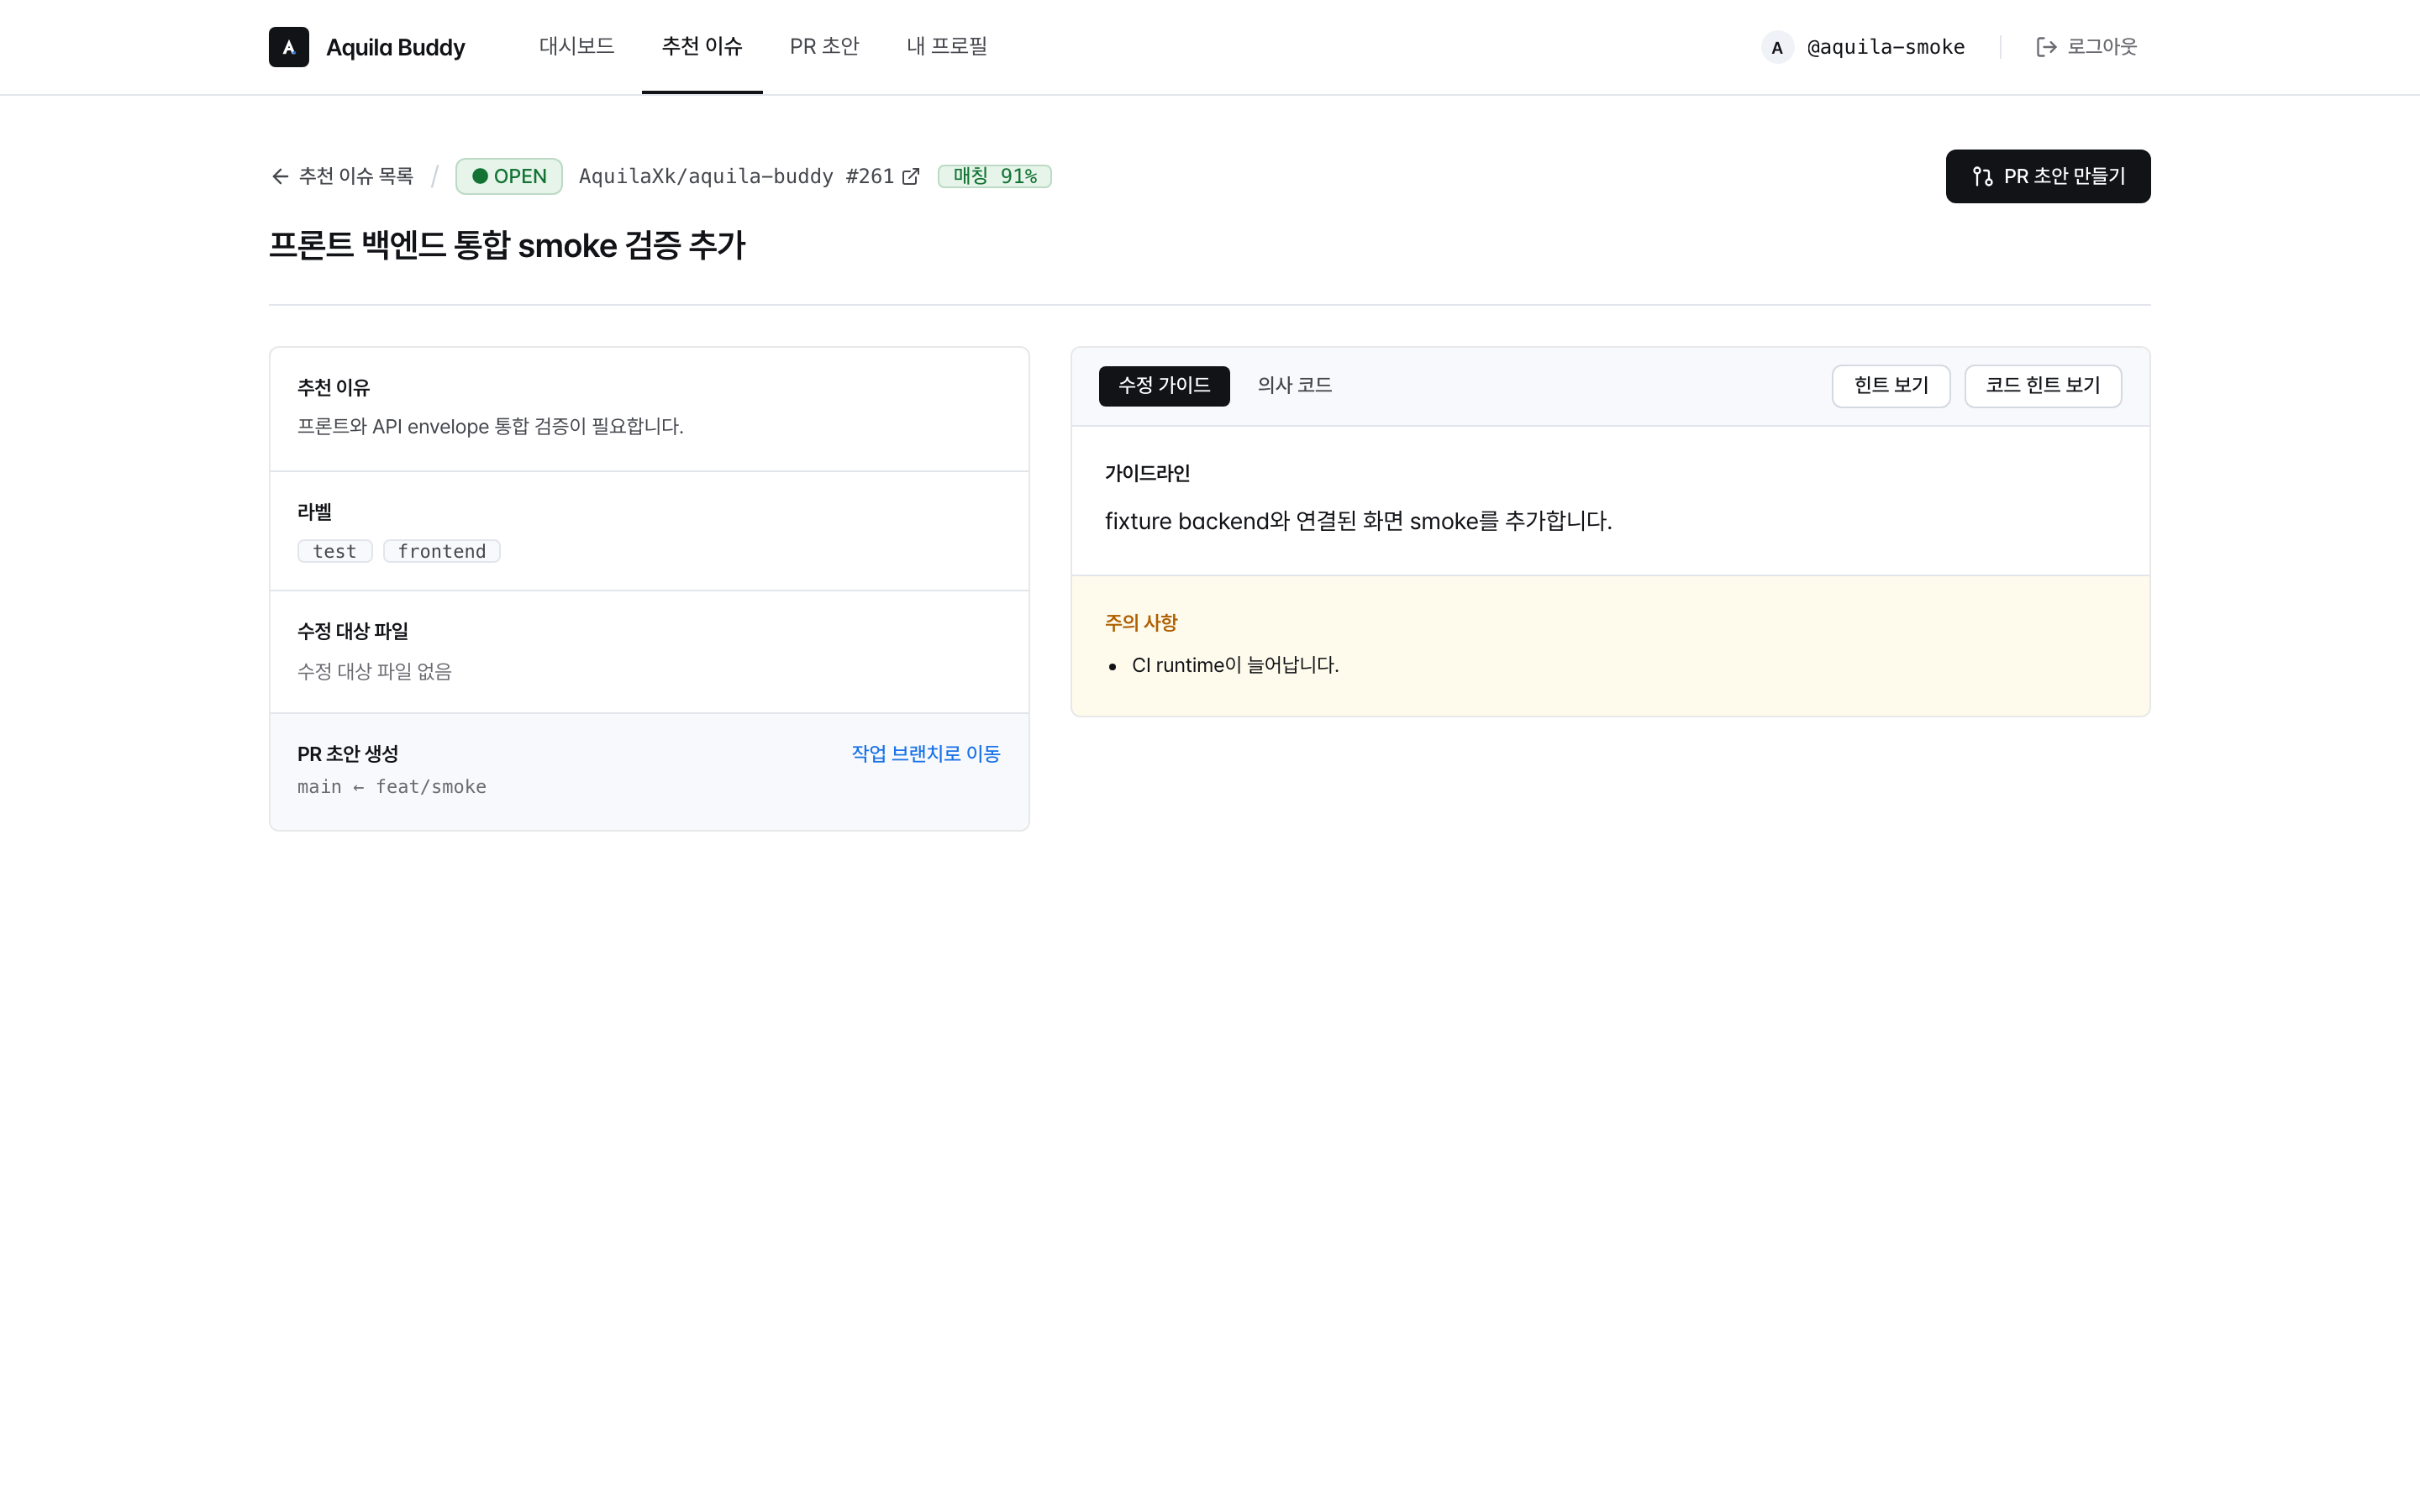 A Aquila Buddy 대시보드 추천 이슈 PR 초안 내 프로필 A @aquila-smoke 로그아웃
← 추천 이슈 목록 / OPEN AquilaXk/aquila-buddy #261 매칭 91% PR 초안 만들기
프론트 백엔드 통합 smoke 검증 추가
추천 이유
프론트와 API envelope 통합 검증이 필요합니다.
라벨
test frontend
수정 대상 파일
수정 대상 파일 없음
PR 초안 생성 작업 브랜치로 이동
main ← feat/smoke
수정 가이드 의사 코드 힌트 보기 코드 힌트 보기
가이드라인
fixture backend와 연결된 화면 smoke를 추가합니다.
주의 사항
• CI runtime이 늘어납니다.